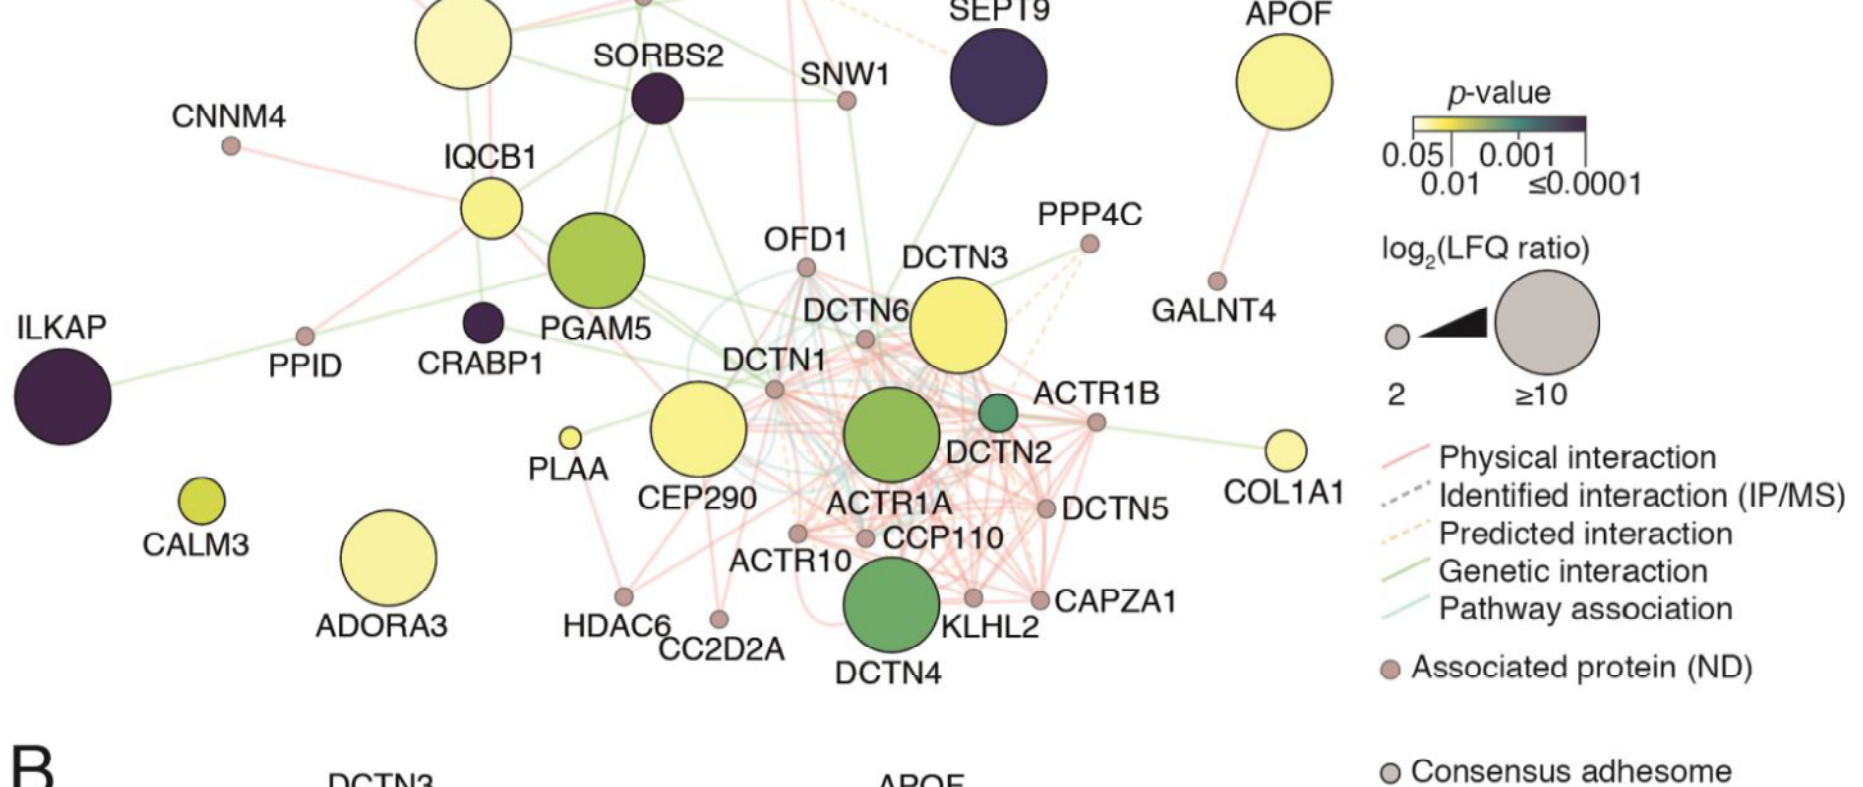 SEPT9
APOF
SORBS2
SNW1
CNNM4
IQCB1
OFD1
DCTN3
PPP4C
DCTN6
GALNT4
ILKAP
PPID
CRABP1
PGAM5
DCTN1
ACTR1B
PLAA
CEP290
DCTN2
COL1A1
ACTR1A
DCTN5
CALM3
ACTR10
CCP110
ADORA3
HDAC6
CC2D2A
KLHL2
CAPZA1
DCTN4
p-value
0.05 0.001
0.01 ≤0.0001
log2(LFQ ratio)
2 ≥10
Physical interaction
Identified interaction (IP/MS)
Predicted interaction
Genetic interaction
Pathway association
Associated protein (ND)
Consensus adhesome
B
DCTN3